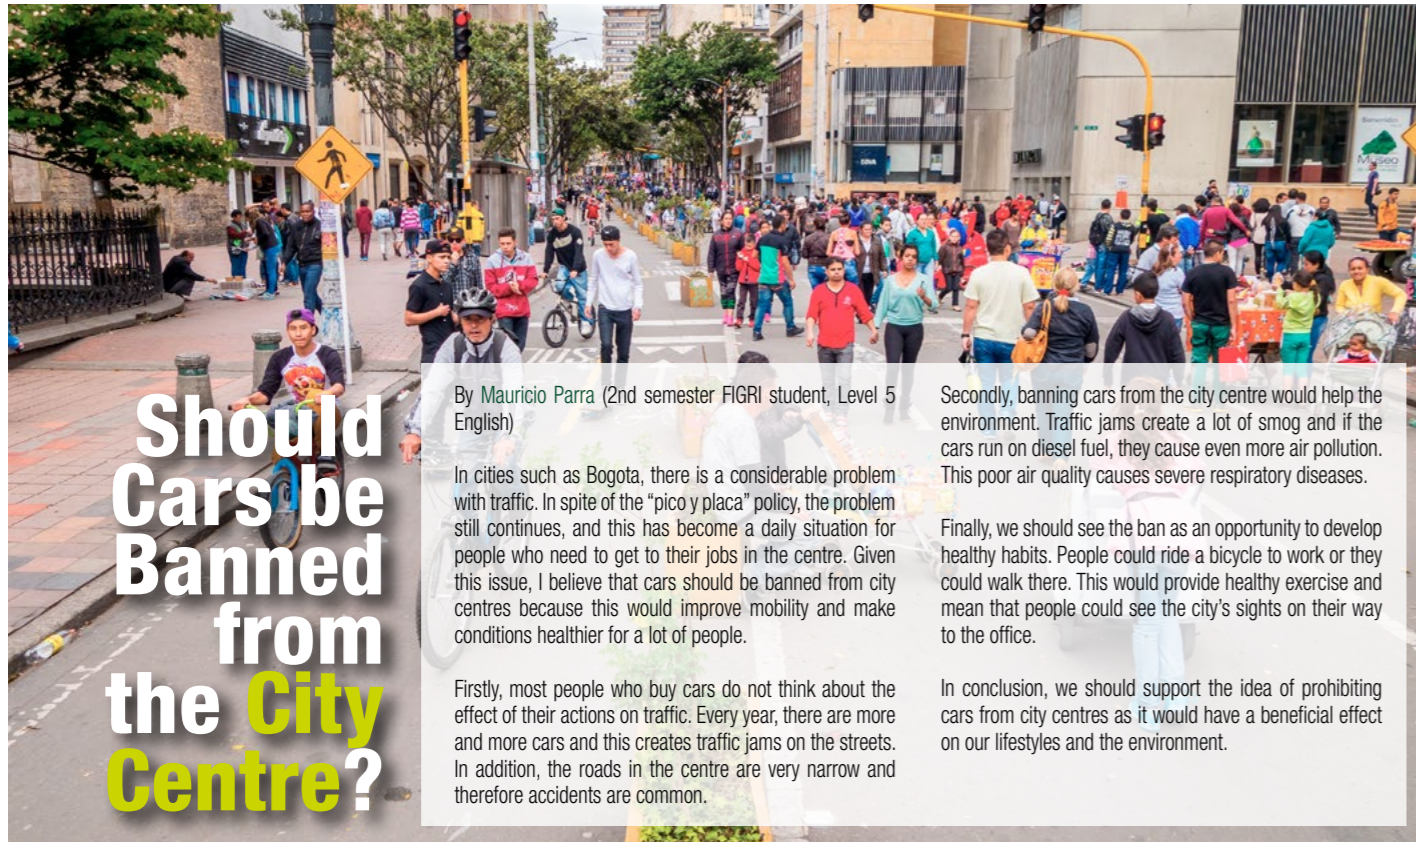 Should
Cars be
Banned
from
the City
Centre?
By Mauricio Parra (2nd semester FIGRI student, Level 5
English)
In cities such as Bogota, there is a considerable problem
with traffic. In spite of the “pico y placa” policy, the problem
still continues, and this has become a daily situation for
people who need to get to their jobs in the centre. Given
this issue, I believe that cars should be banned from city
centres because this would improve mobility and make
conditions healthier for a lot of people.
Firstly, most people who buy cars do not think about the
effect of their actions on traffic. Every year, there are more
and more cars and this creates traffic jams on the streets.
In addition, the roads in the centre are very narrow and
therefore accidents are common.
Secondly, banning cars from the city centre would help the
environment. Traffic jams create a lot of smog and if the
cars run on diesel fuel, they cause even more air pollution.
This poor air quality causes severe respiratory diseases.
Finally, we should see the ban as an opportunity to develop
healthy habits. People could ride a bicycle to work or they
could walk there. This would provide healthy exercise and
mean that people could see the city’s sights on their way
to the office.
In conclusion, we should support the idea of prohibiting
cars from city centres as it would have a beneficial effect
on our lifestyles and the environment.
BBVA
Bienvenidos
Museo